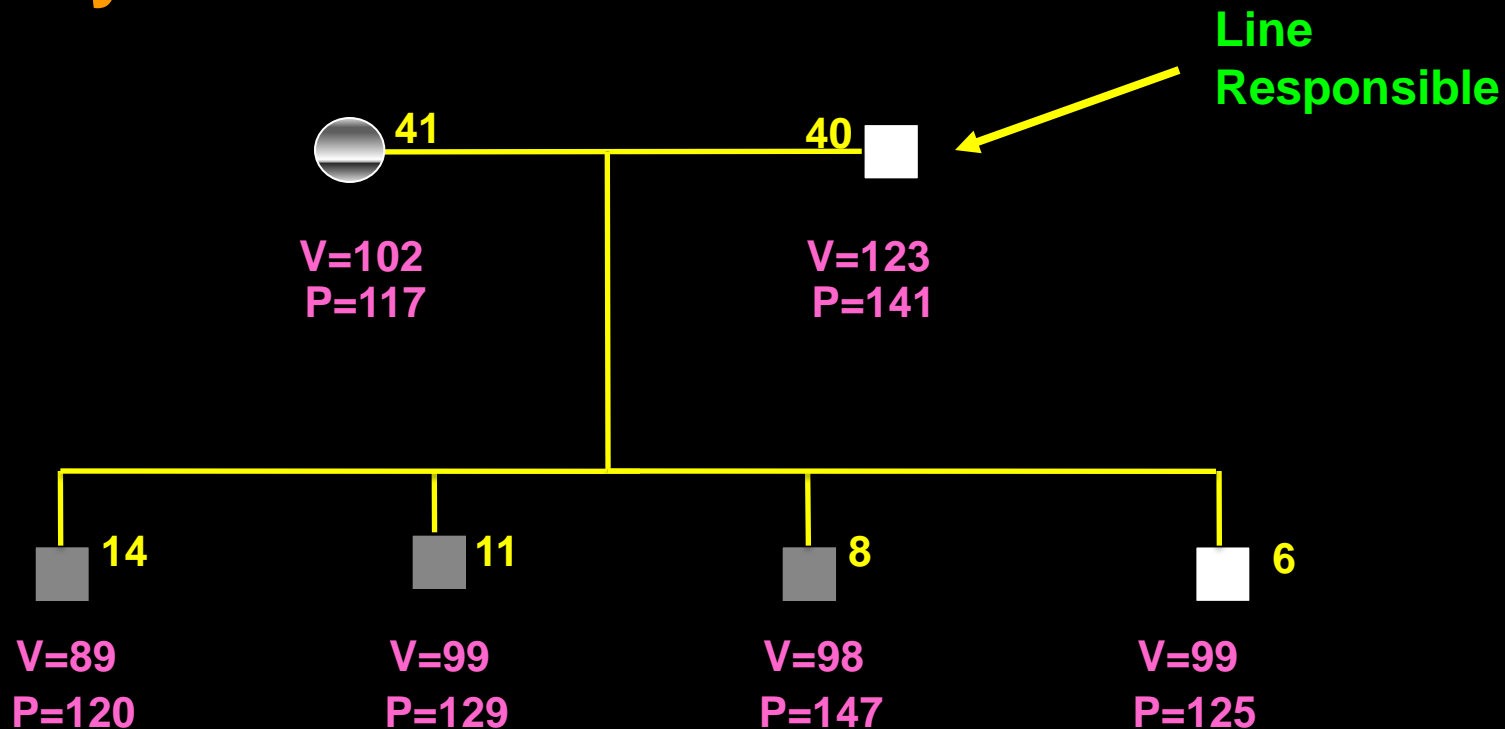 Line
Responsible
41
40
V=102
P=117
V=123
P=141
14
11
8
6
V=89
P=120
V=99
P=129
V=98
P=147
V=99
P=125